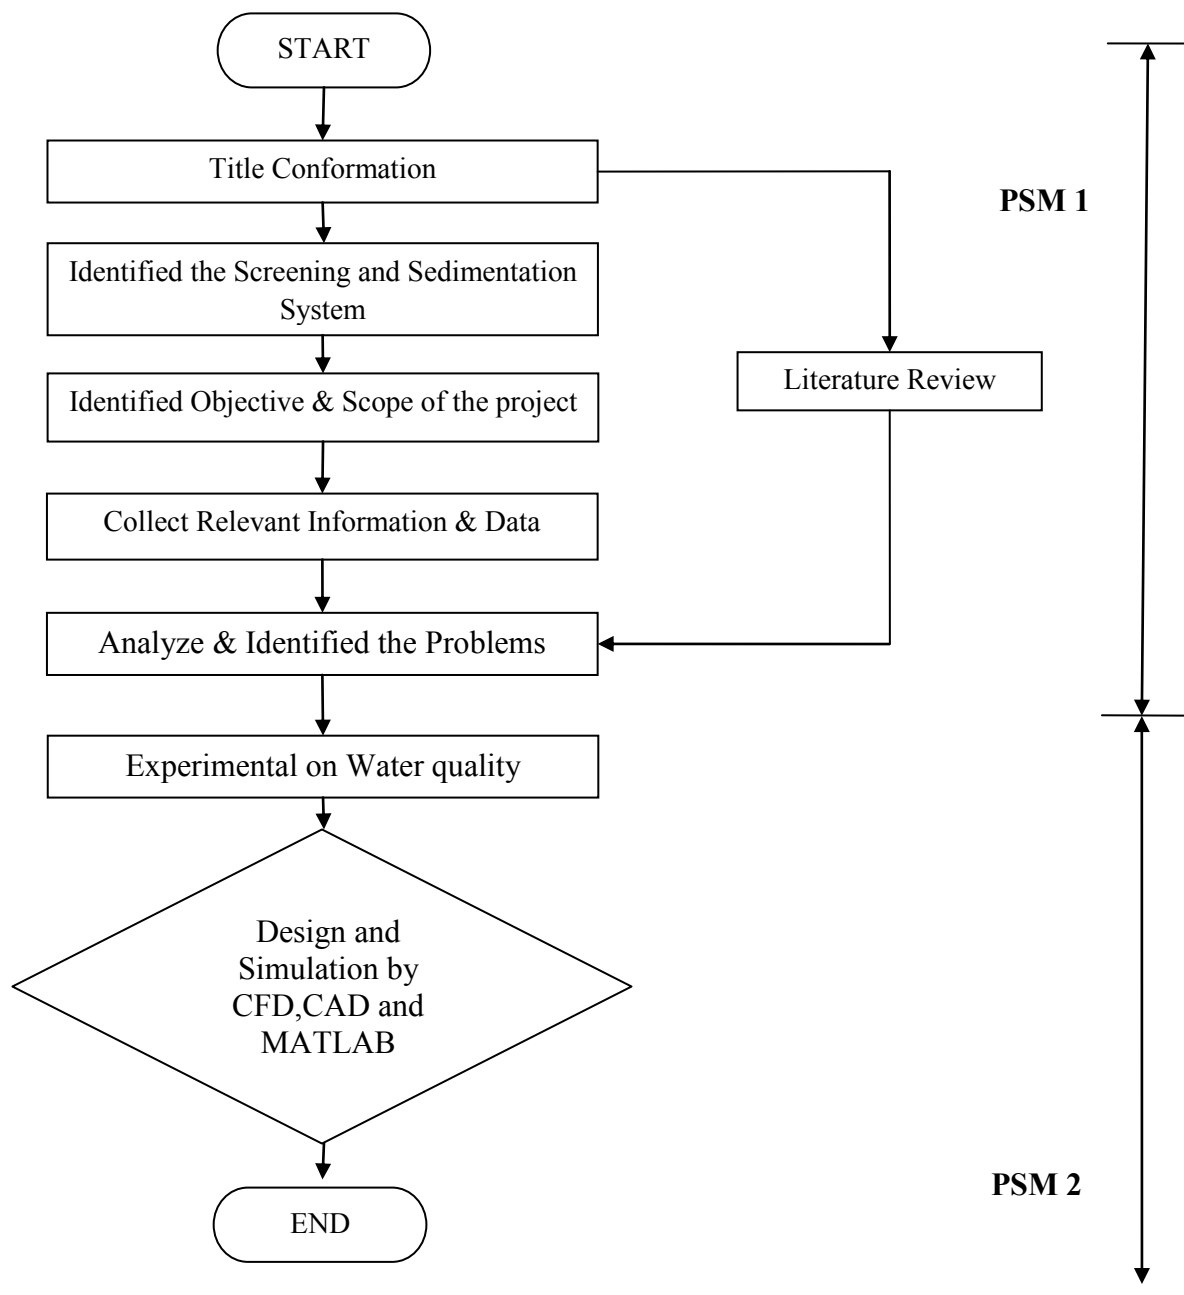 START
Title Conformation
PSM 1
Identified the Screening and Sedimentation
System
Literature Review
Identified Objective & Scope of the project
Collect Relevant Information & Data
Analyze & Identified the Problems
Experimental on Water quality
Design and
Simulation by
CFD,CAD and
MATLAB
PSM 2
END